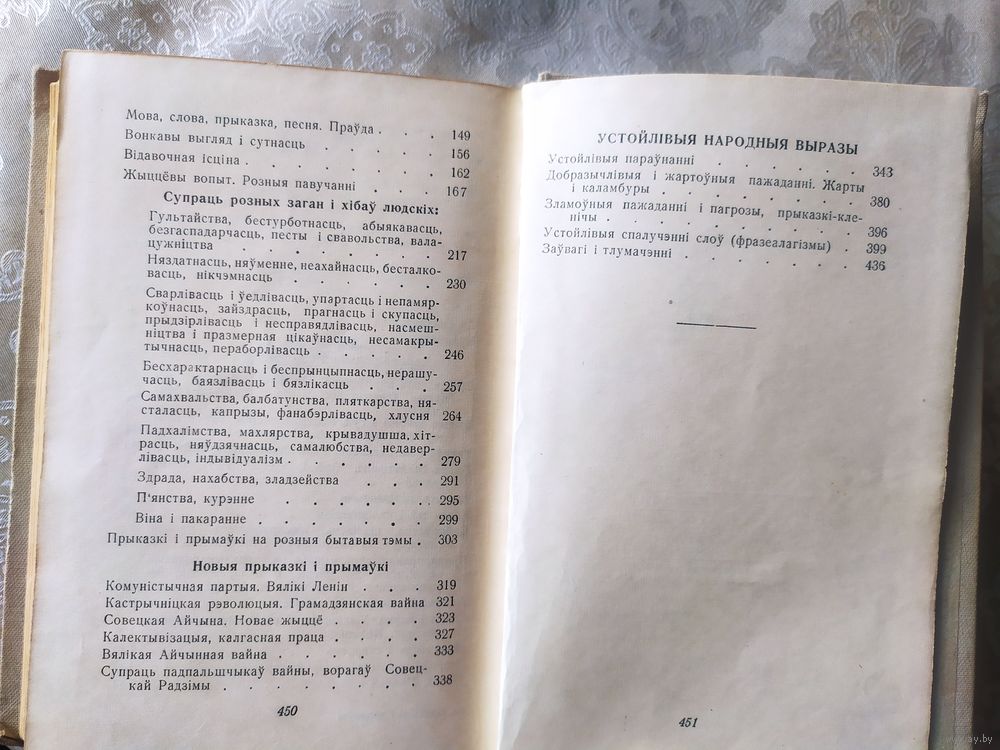 Мова, слова, прыказка, песня. Праўда . . . 149
Вонкавы выгляд і сутнасць . . . . . 156
Відавочная ісціна . . . . . . . 162
Жыццёвы вопыт. Розныя павучанні . . . 167
Супраць розных заган і хібаў людскіх:
Гультайства, бестурботнасць, абыякавасць,
безгаспадарчасць, песты і свавольства, вала-
цужніцтва . . . . . . . . 217
Няздатнасць, няўменне, неахайнасць, бесталко-
васць, нікчэмнасць . . . . . . 230
Сварлівасць і ўедлівасць, упартасць і непамяр-
коўнасць, зайздрасць, прагнасць і скупасць,
прыдзірлівасць і несправядлівасць, насмеш-
ніцтва і празмерная цікаўнасць, несамакры-
тычнасць, пераборлівасць . . . . . 246
Бесхарактарнасць і беспрынцыпнасць, нерашу-
часць, баязлівасць і бязлікасць . . . 257
Самахвальства, балбатунства, пляткарства, ня-
сталасць, капрызы, фанабэрлівасць, хлусня 264
Падхалімства, махлярства, крывадушша, хіт-
расць, няўдзячнасць, самалюбства, недавер-
лівасць, індывідуалізм . . . . . . 279
Здрада, нахабства, зладзейства . . . 291
П'янства, курэнне . . . . . . 295
Віна і пакаранне . . . . . . . 299
Прыказкі і прымаўкі на розныя бытавыя тэмы . 303
Новыя прыказкі і прымаўкі
Комуністычная партыя. Вялікі Ленін . . . 319
Кастрычніцкая рэволюцыя. Грамадзянская вайна 321
Совецкая Айчына. Новае жыццё . . . . 323
Калектывізацыя, калгасная праца . . . . 327
Вялікая Айчынная вайна . . . . . . 333
Супраць падпальшчыкаў вайны, ворагаў Совец-
кай Радзімы . . . . . . . . 338
450
УСТОЙЛІВЫЯ НАРОДНЫЯ ВЫРАЗЫ
Устойлівыя параўнанні . . . . . . 343
Добразычлівыя і жартоўныя пажаданні. Жарты
і каламбуры . . . . . . . . 380
Зламоўныя пажаданні і пагрозы, прыказкі-кле-
нічы . . . . . . . . . 396
Устойлівыя спалучэнні слоў (фразеалагізмы) . 399
Заўвагі і тлумачэнні . . . . . . . 436
451
ay.by